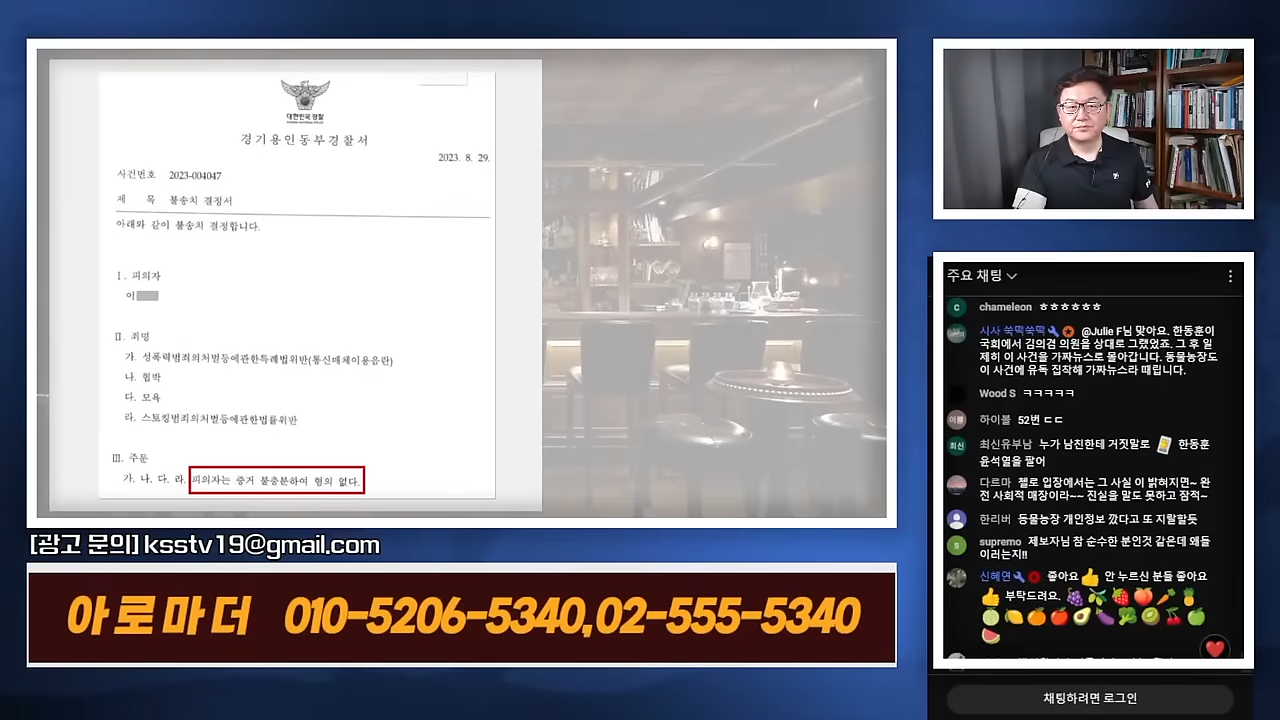 대한민국 경찰
경기용인동부경찰서
2023. 8. 29.
사건번호 2023-004047
제 목 불송치 결정서
아래와 같이 불송치 결정합니다.
Ⅰ. 피의자
이
Ⅱ. 죄명
가. 성폭력범죄의처벌등에관한특례법위반(통신매체이용음란)
나. 협박
다. 모욕
라. 스토킹범죄의처벌등에관한법률위반
Ⅲ. 주문
가. 나. 다. 라. 피의자는 증거 불충분하여 혐의 없다.
[광고 문의] ksstv19@gmail.com
아로마더 010-5206-5340,02-555-5340
주요 채팅
C chameleon ㅎㅎㅎㅎㅎㅎ
시사 쑥떡쑥떡 @Julie F님 맞아요. 한동훈이
국회에서 김의겸 의원을 상대로 그랬었죠. 그 후 일
제히 이 사건을 가짜뉴스로 몰아갑니다. 동물농장도
이 사건에 유독 집착해 가짜뉴스라 때립니다.
Wood S ㅋㅋㅋㅋㅋ
이볼 하이볼 52번 ㄷㄷ
최신 최신유부남 누가 남친한테 거짓말로 한동훈
윤석열을 팔어
다르마 첼로 입장에서는 그 사실 이 밝혀지면~ 완
전 사회적 매장이라~~ 진실을 말도 못하고 잠적~
한리버 동물농장 개인정보 깠다고 또 지랄할듯
S supremo 제보자님 참 순수한 분인것 같은데 왜들
이러는지!!
신혜연 좋아요 안 누르신 분들 좋아요
부탁드려요.
채팅하려면 로그인